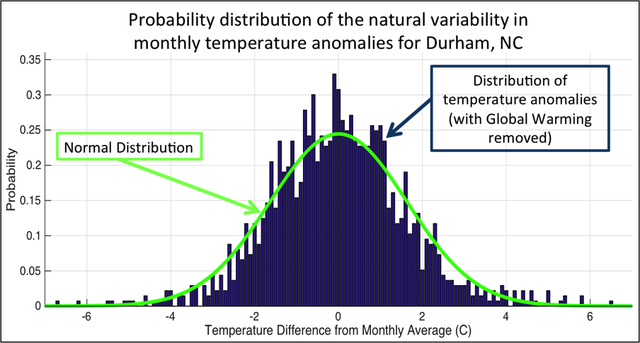 Probability distribution of the natural variability in
monthly temperature anomalies for Durham, NC
0.35
0.3
0.25
0.2
0.15
0.1
0.05
0
Probability
Normal Distribution
Distribution of
temperature anomalies
(with Global Warming
removed)
-6
-4
-2
0
2
4
6
Temperature Difference from Monthly Average (C)